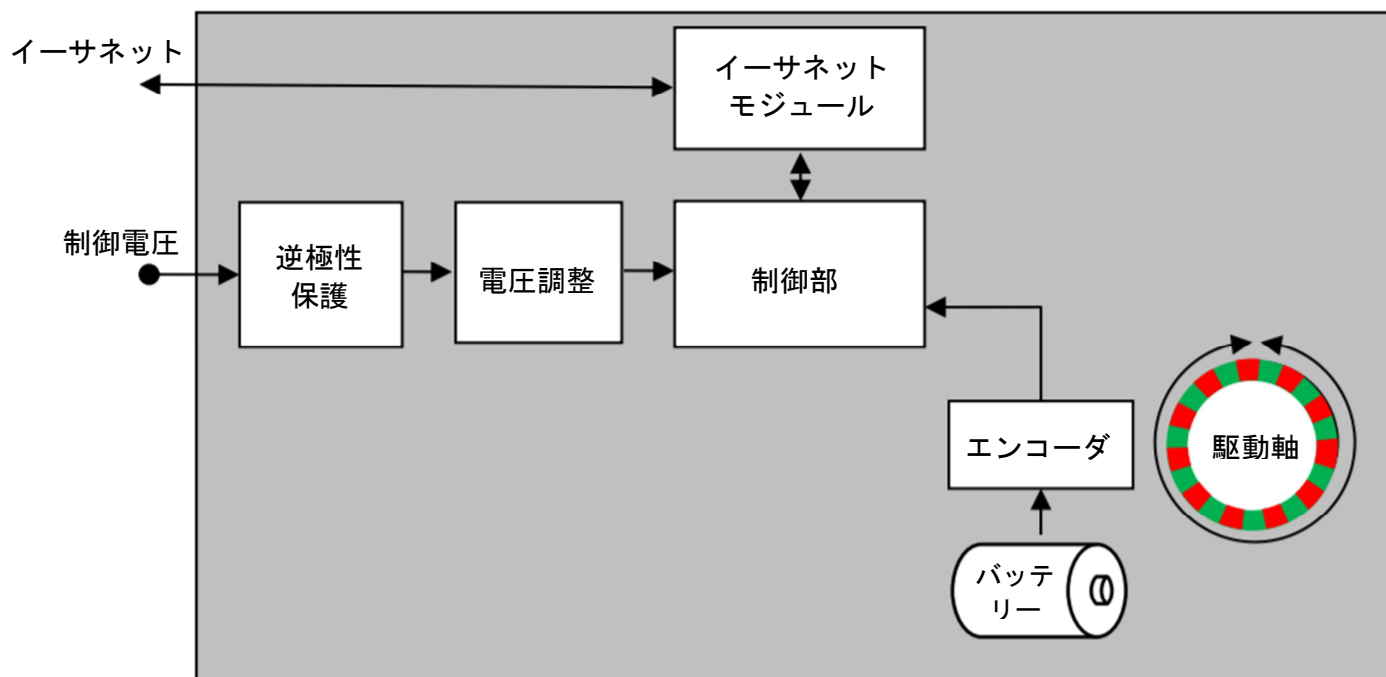 イーサネット
イーサネット
モジュール
制御電圧
逆極性
保護
電圧調整
制御部
エンコーダ
駆動軸
バッテ
リー